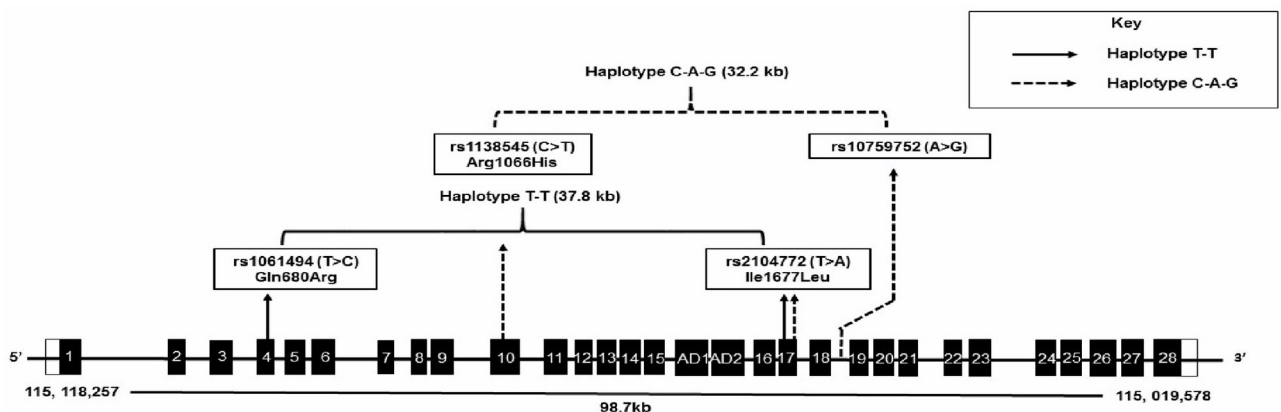 Key
Haplotype T-T
Haplotype C-A-G
Haplotype C-A-G (32.2 kb)
rs1138545 (C>T)
Arg1066His
rs10759752 (A>G)
Haplotype T-T (37.8 kb)
rs1061494 (T>C)
Gln680Arg
rs2104772 (T>A)
Ile1677Leu
5' 1 2 3 4 5 6 7 8 9 10 11 12 13 14 15 AD1 AD2 16 17 18 19 20 21 22 23 24 25 26 27 28 3'
115, 118,257 115, 019,578
98.7kb